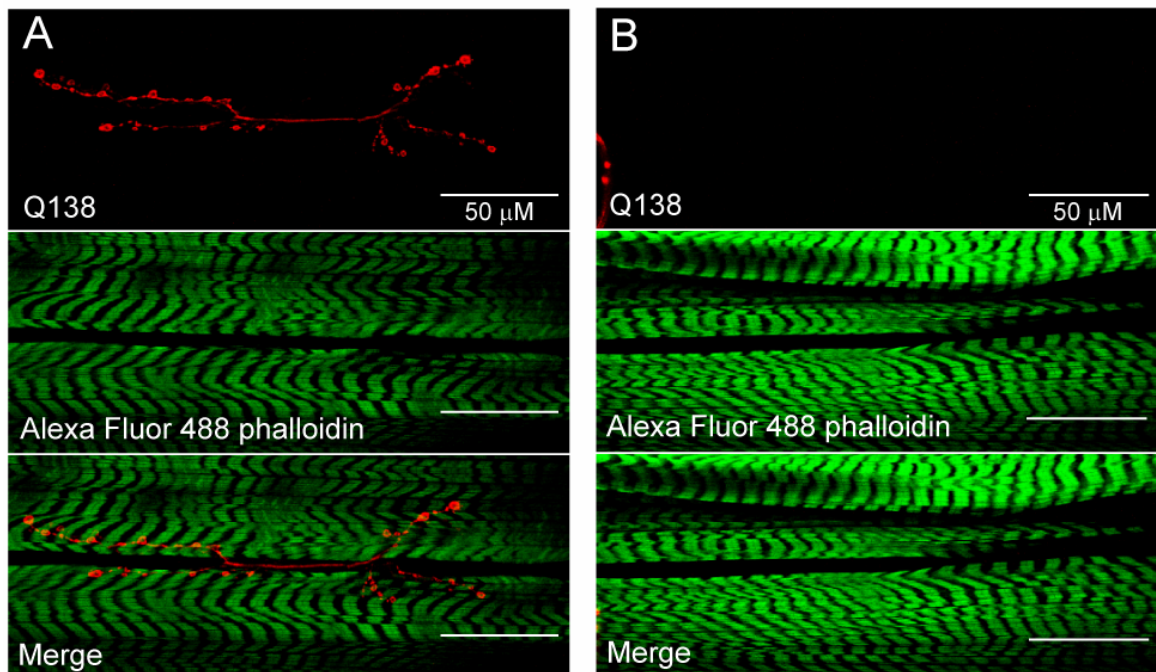 A
Q138
50 μM
Alexa Fluor 488 phalloidin
Merge
B
Q138
50 μM
Alexa Fluor 488 phalloidin
Merge